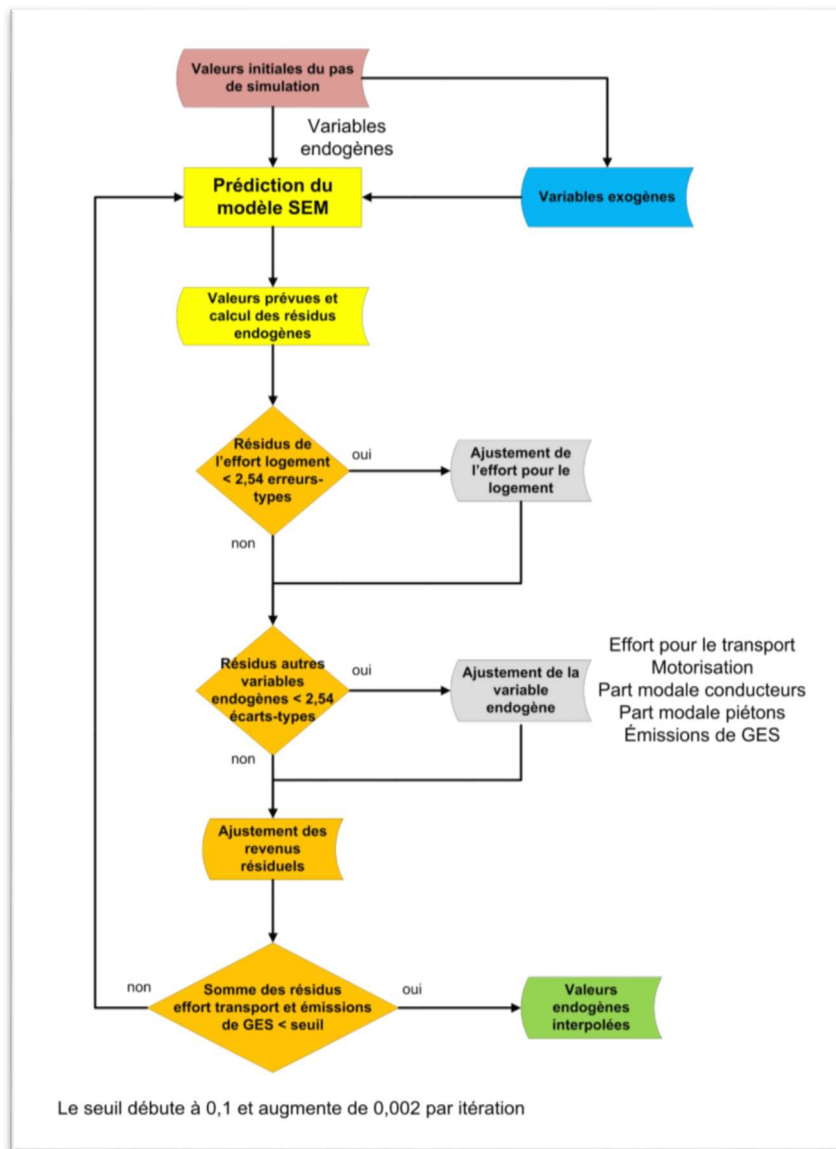 Valeurs initiales du pas
de simulation
Variables
endogènes
Prédiction du
modèle SEM
Variables exogènes
Valeurs prévues et
calcul des résidus
endogènes
Résidus de
l'effort logement
< 2,54 erreurs-
types
oui
Ajustement de
l'effort pour le
logement
non
Résidus autres
variables
endogènes < 2,54
écarts-types
oui
Ajustement de la
variable
endogène
Effort pour le transport
Motorisation
Part modale conducteurs
Part modale piétons
Émissions de GES
non
Ajustement des
revenus
résiduels
non
Somme des résidus
effort transport et émissions
de GES < seuil
oui
Valeurs
endogènes
interpolées
Le seuil débute à 0,1 et augmente de 0,002 par itération